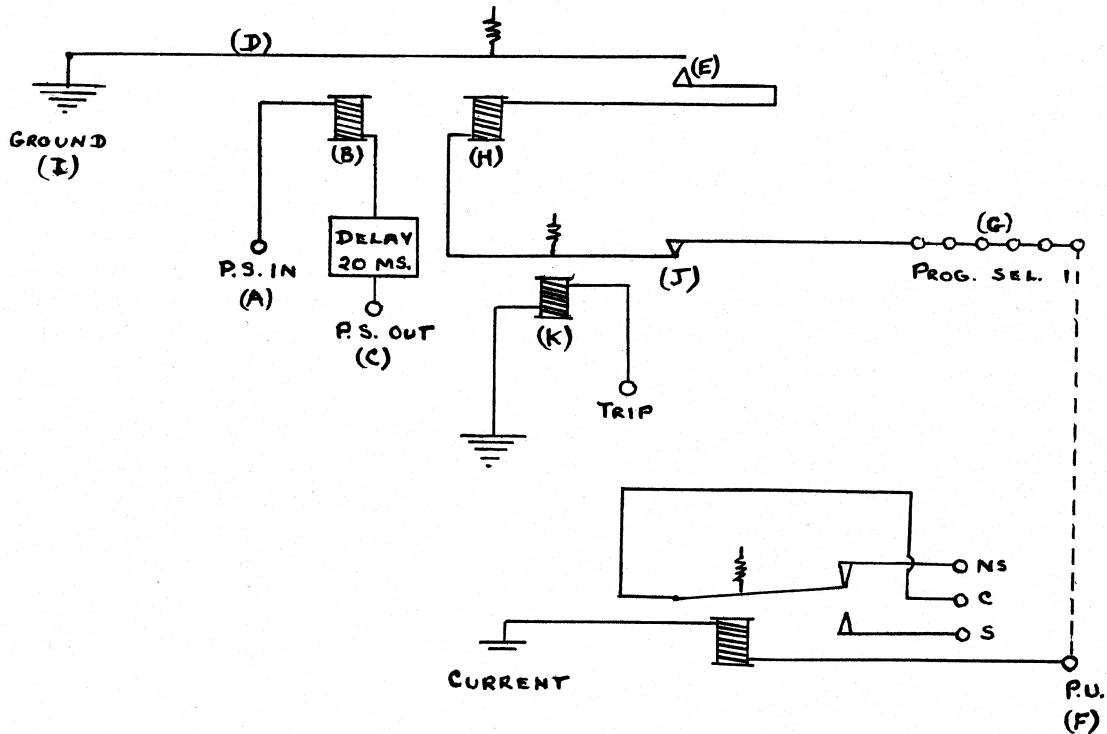 (D)
(E)
GROUND
(I)
(B)
(H)
DELAY
20 MS.
P.S. IN
(A)
P.S. OUT
(C)
(G)
PROG. SEL. 11
(J)
(K)
TRIP
NS
C
S
CURRENT
P.U.
(F)